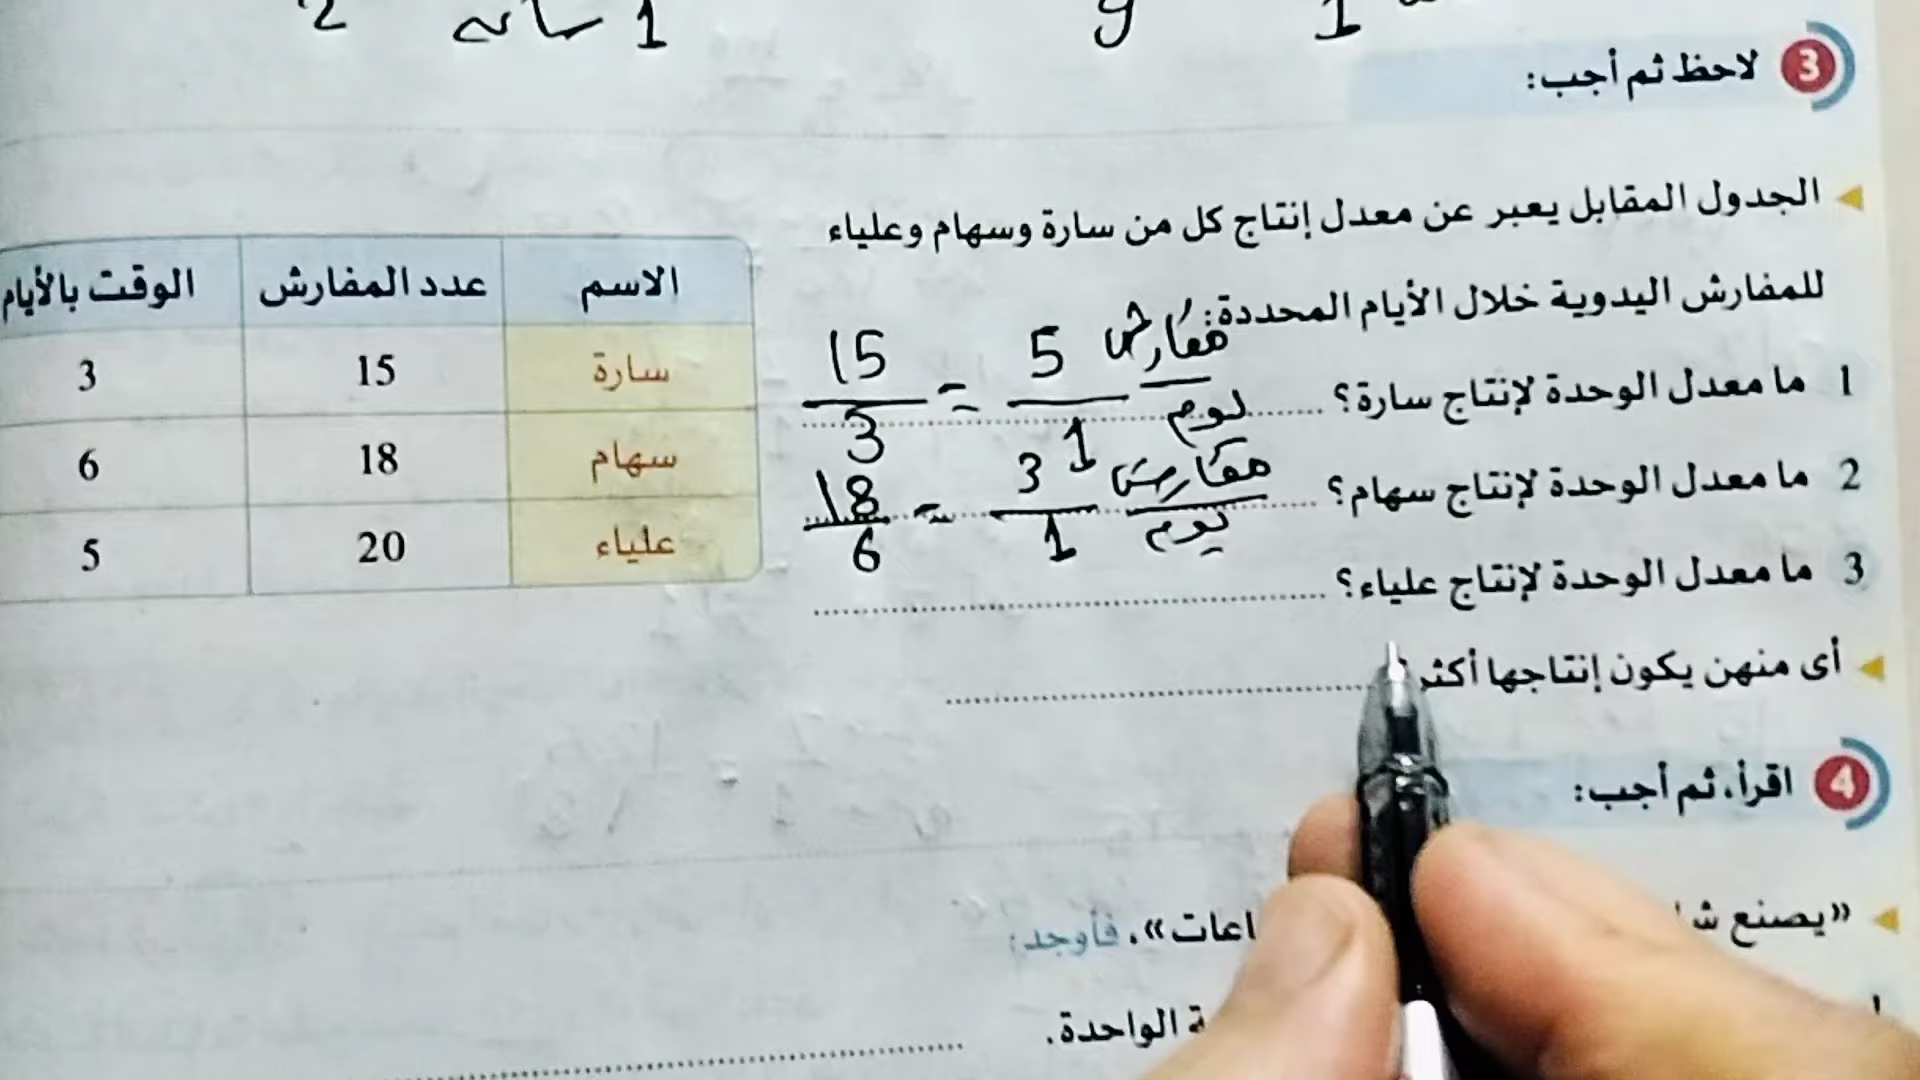 2 1 ساعة
1
3 لاحظ ثم أجب:
الجدول المقابل يعبر عن معدل إنتاج كل من سارة وسهام وعلياء
للمفارش اليدوية خلال الأيام المحددة:
1 ما معدل الوحدة لإنتاج سارة؟ 15/3 = 5/1 مفارش/يوم
2 ما معدل الوحدة لإنتاج سهام؟ 18/6 = 3/1 مفارش/يوم
3 ما معدل الوحدة لإنتاج علياء؟
أى منهن يكون إنتاجها أكثر
الاسم عدد المفارش الوقت بالأيام
سارة 15 3
سهام 18 6
علياء 20 5
4 اقرأ، ثم أجب:
«يصنع
»، فأوجد:
الواحدة.